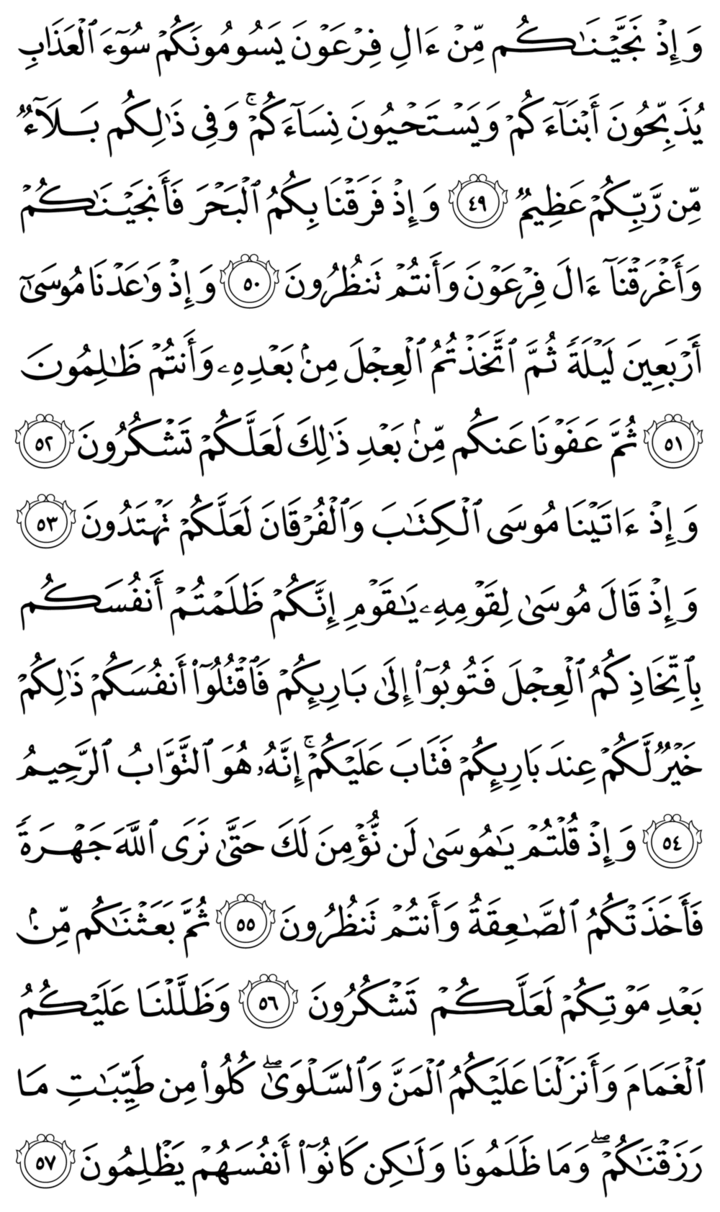 وَإِذۡ نَجَّيۡنَٰكُم مِّنۡ ءَالِ فِرۡعَوۡنَ يَسُومُونَكُمۡ سُوٓءَ ٱلۡعَذَابِ
يُذَبِّحُونَ أَبۡنَآءَكُمۡ وَيَسۡتَحۡيُونَ نِسَآءَكُمۡۚ وَفِي ذَٰلِكُم بَلَآءٞ
مِّن رَّبِّكُمۡ عَظِيمٞ ٤٩ وَإِذۡ فَرَقۡنَا بِكُمُ ٱلۡبَحۡرَ فَأَنجَيۡنَٰكُمۡ
وَأَغۡرَقۡنَآ ءَالَ فِرۡعَوۡنَ وَأَنتُمۡ تَنظُرُونَ ٥٠ وَإِذۡ وَٰعَدۡنَا مُوسَىٰٓ
أَرۡبَعِينَ لَيۡلَةٗ ثُمَّ ٱتَّخَذۡتُمُ ٱلۡعِجۡلَ مِنۢ بَعۡدِهِۦ وَأَنتُمۡ ظَٰلِمُونَ
٥١ ثُمَّ عَفَوۡنَا عَنكُم مِّنۢ بَعۡدِ ذَٰلِكَ لَعَلَّكُمۡ تَشۡكُرُونَ ٥٢
وَإِذۡ ءَاتَيۡنَا مُوسَى ٱلۡكِتَٰبَ وَٱلۡفُرۡقَانَ لَعَلَّكُمۡ تَهۡتَدُونَ ٥٣
وَإِذۡ قَالَ مُوسَىٰ لِقَوۡمِهِۦ يَٰقَوۡمِ إِنَّكُمۡ ظَلَمۡتُمۡ أَنفُسَكُم
بِٱتِّخَاذِكُمُ ٱلۡعِجۡلَ فَتُوبُوٓاْ إِلَىٰ بَارِئِكُمۡ فَٱقۡتُلُوٓاْ أَنفُسَكُمۡ ذَٰلِكُمۡ
خَيۡرٞ لَّكُمۡ عِندَ بَارِئِكُمۡ فَتَابَ عَلَيۡكُمۡۚ إِنَّهُۥ هُوَ ٱلتَّوَّابُ ٱلرَّحِيمُ
٥٤ وَإِذۡ قُلۡتُمۡ يَٰمُوسَىٰ لَن نُّؤۡمِنَ لَكَ حَتَّىٰ نَرَى ٱللَّهَ جَهۡرَةٗ
فَأَخَذَتۡكُمُ ٱلصَّٰعِقَةُ وَأَنتُمۡ تَنظُرُونَ ٥٥ ثُمَّ بَعَثۡنَٰكُم مِّنۢ
بَعۡدِ مَوۡتِكُمۡ لَعَلَّكُمۡ تَشۡكُرُونَ ٥٦ وَظَلَّلۡنَا عَلَيۡكُمُ
ٱلۡغَمَامَ وَأَنزَلۡنَا عَلَيۡكُمُ ٱلۡمَنَّ وَٱلسَّلۡوَىٰۖ كُلُواْ مِن طَيِّبَٰتِ مَا
رَزَقۡنَٰكُمۡۖ وَمَا ظَلَمُونَا وَلَٰكِن كَانُوٓاْ أَنفُسَهُمۡ يَظۡلِمُونَ ٥٧